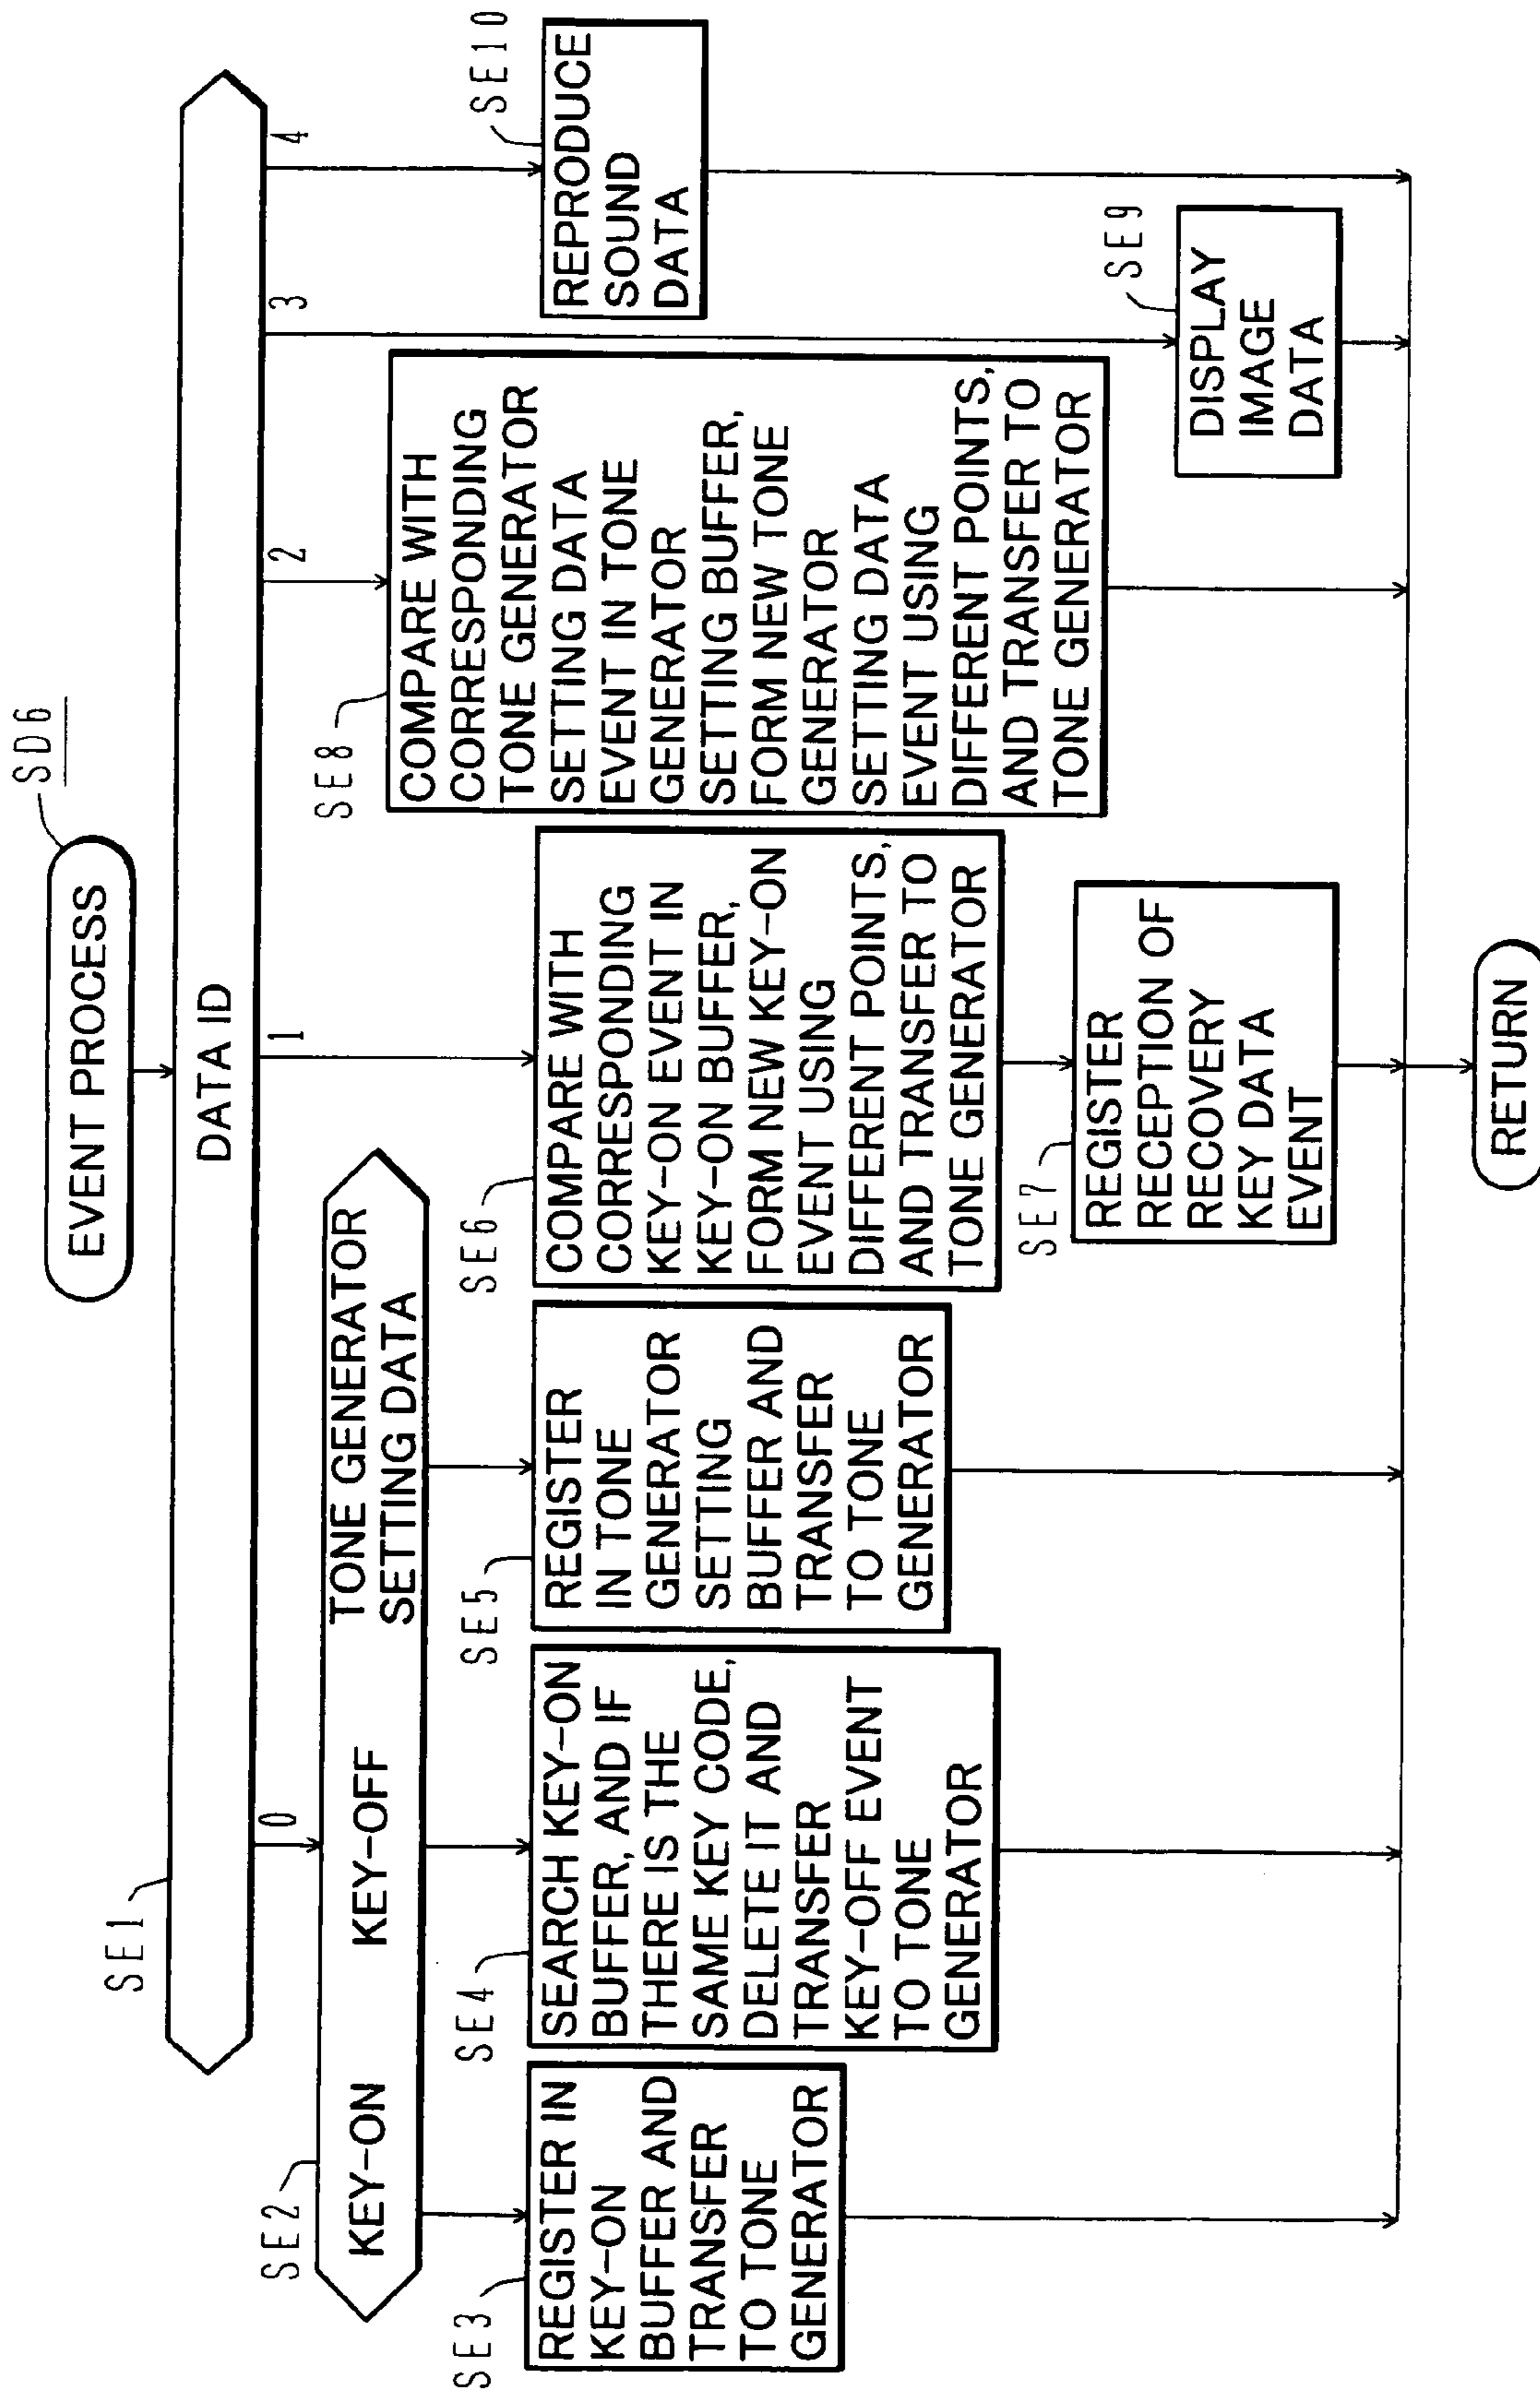 EVENT PROCESS
SD6
SE1
DATA ID
0
1
2
3
4
SE2
KEY-ON
KEY-OFF
TONE GENERATOR
SETTING DATA
SE3
REGISTER IN
KEY-ON
BUFFER AND
TRANSFER
TO TONE
GENERATOR
SE4
SEARCH KEY-ON
BUFFER, AND IF
THERE IS THE
SAME KEY CODE,
DELETE IT AND
TRANSFER
KEY-OFF EVENT
TO TONE
GENERATOR
SE5
REGISTER
IN TONE
GENERATOR
SETTING
BUFFER AND
TRANSFER
TO TONE
GENERATOR
SE6
COMPARE WITH
CORRESPONDING
KEY-ON EVENT IN
KEY-ON BUFFER,
FORM NEW KEY-ON
EVENT USING
DIFFERENT POINTS,
AND TRANSFER TO
TONE GENERATOR
SE7
REGISTER
RECEPTION OF
RECOVERY
KEY DATA
EVENT
SE8
COMPARE WITH
CORRESPONDING
TONE GENERATOR
SETTING DATA
EVENT IN TONE
GENERATOR
SETTING BUFFER,
FORM NEW TONE
GENERATOR
SETTING DATA
EVENT USING
DIFFERENT POINTS,
AND TRANSFER TO
TONE GENERATOR
SE9
DISPLAY
IMAGE
DATA
SE10
REPRODUCE
SOUND
DATA
RETURN